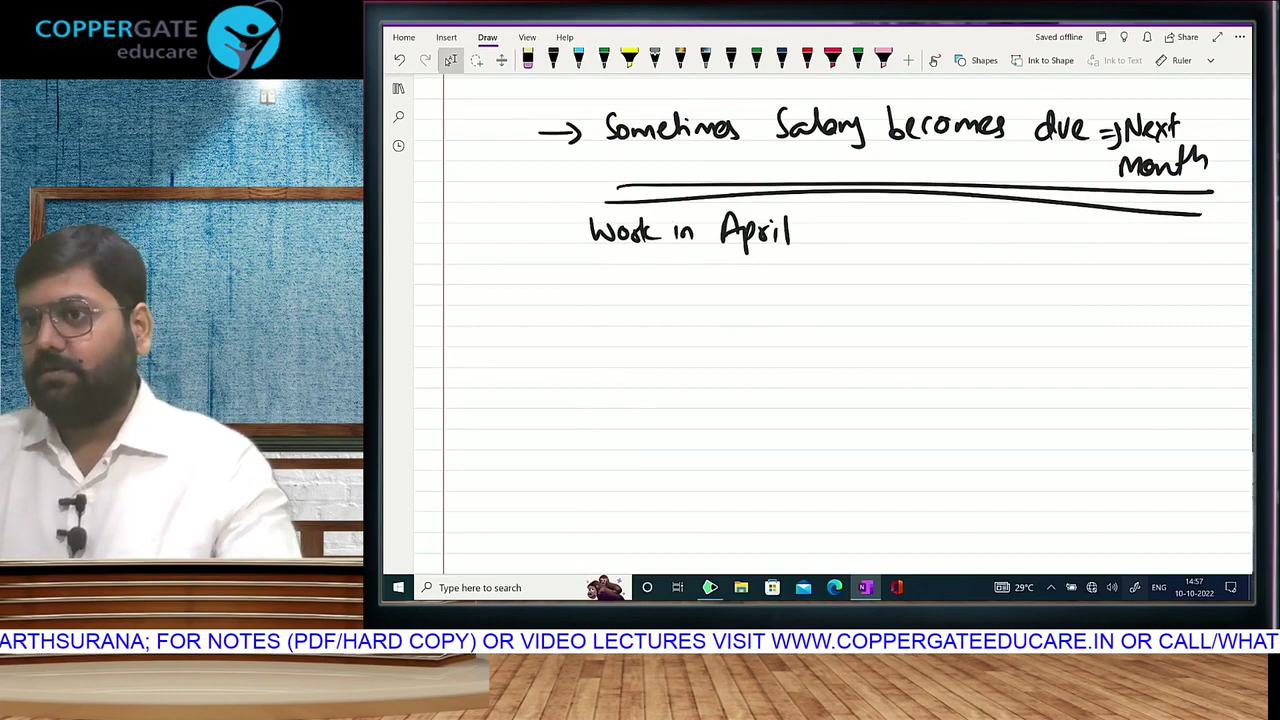 COPPERGATE
educare
Home Insert Draw View Help
Saved offline
Share
Shapes
Ink to Shape
Ink to Text
Ruler
→ Sometimes Salary becomes due => Next
Month
Work in April
Type here to search
29°C
ENG
14:57
10-10-2022
ARTHSURANA; FOR NOTES (PDF/HARD COPY) OR VIDEO LECTURES VISIT WWW.COPPERGATEEDUCARE.IN OR CALL/WHAT